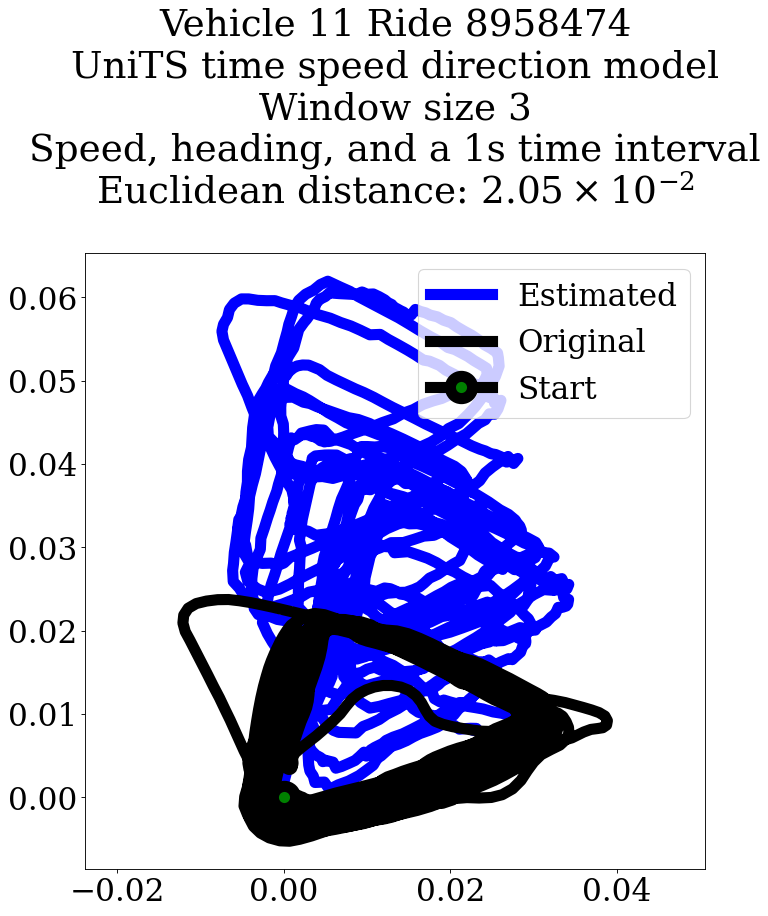 Vehicle 11 Ride 8958474
UniTS time speed direction model
Window size 3
Speed, heading, and a 1s time interval
Euclidean distance: 2.05 × 10⁻²
Estimated
Original
Start
0.06
0.05
0.04
0.03
0.02
0.01
0.00
−0.02 0.00 0.02 0.04